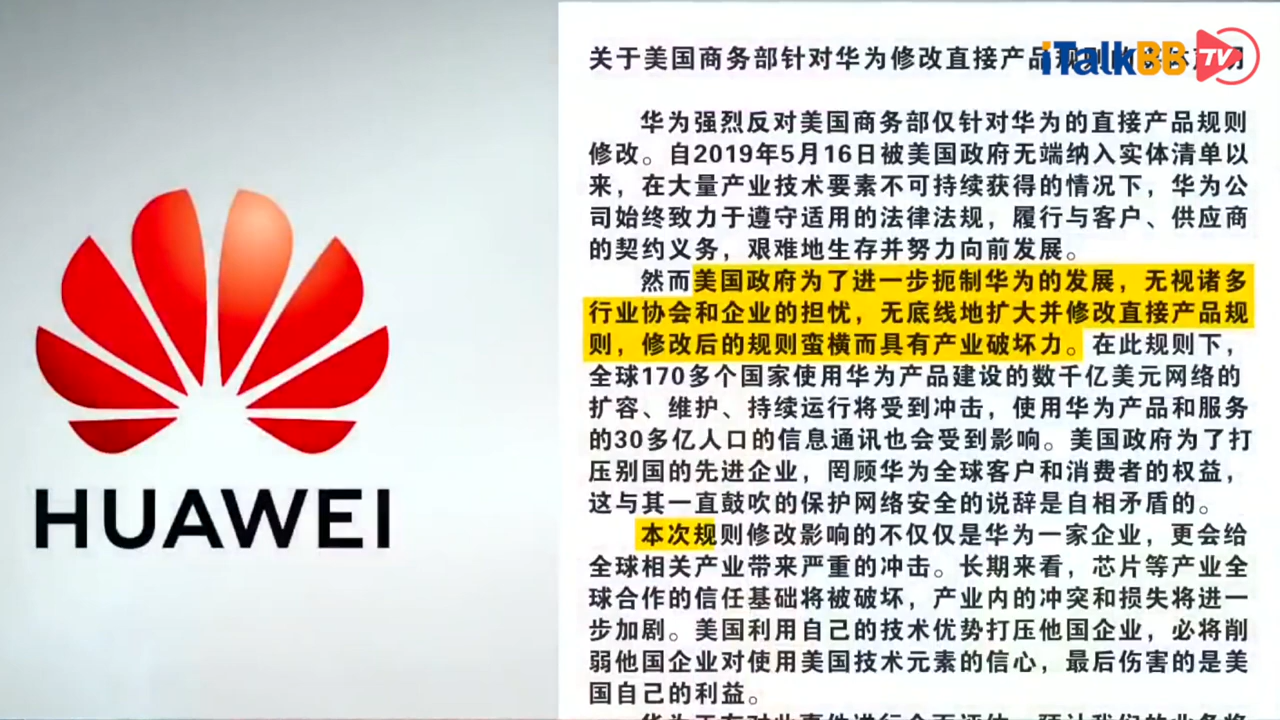 HUAWEI
iTalkBB TV
关于美国商务部针对华为修改直接产品规则
华为强烈反对美国商务部仅针对华为的直接产品规则
修改。自2019年5月16日被美国政府无端纳入实体清单以
来，在大量产业技术要素不可持续获得的情况下，华为公
司始终致力于遵守适用的法律法规，履行与客户、供应商
的契约义务，艰难地生存并努力向前发展。
然而美国政府为了进一步扼制华为的发展，无视诸多
行业协会和企业的担忧，无底线地扩大并修改直接产品规
则，修改后的规则蛮横而具有产业破坏力。在此规则下，
全球170多个国家使用华为产品建设的数千亿美元网络的
扩容、维护、持续运行将受到冲击，使用华为产品和服务
的30多亿人口的信息通讯也会受到影响。美国政府为了打
压别国的先进企业，罔顾华为全球客户和消费者的权益，
这与其一直鼓吹的保护网络安全的说辞是自相矛盾的。
本次规则修改影响的不仅仅是华为一家企业，更会给
全球相关产业带来严重的冲击。长期来看，芯片等产业全
球合作的信任基础将被破坏，产业内的冲突和损失将进一
步加剧。美国利用自己的技术优势打压他国企业，必将削
弱他国企业对使用美国技术元素的信心，最后伤害的是美
国自己的利益。